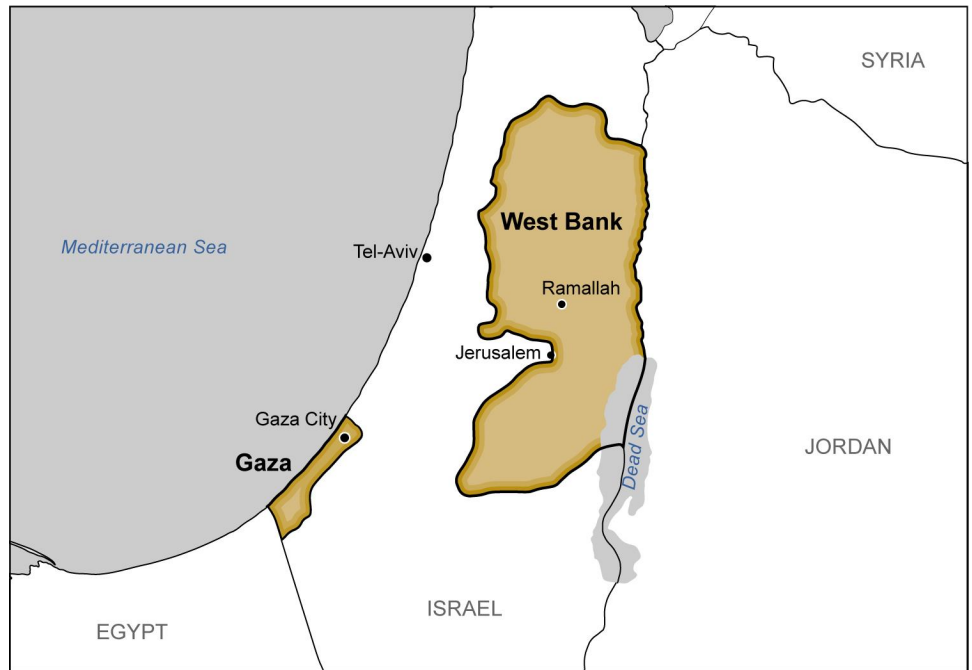 SYRIA
West Bank
Mediterranean Sea
Tel-Aviv
Ramallah
Jerusalem
Gaza City
Dead Sea
JORDAN
Gaza
ISRAEL
EGYPT